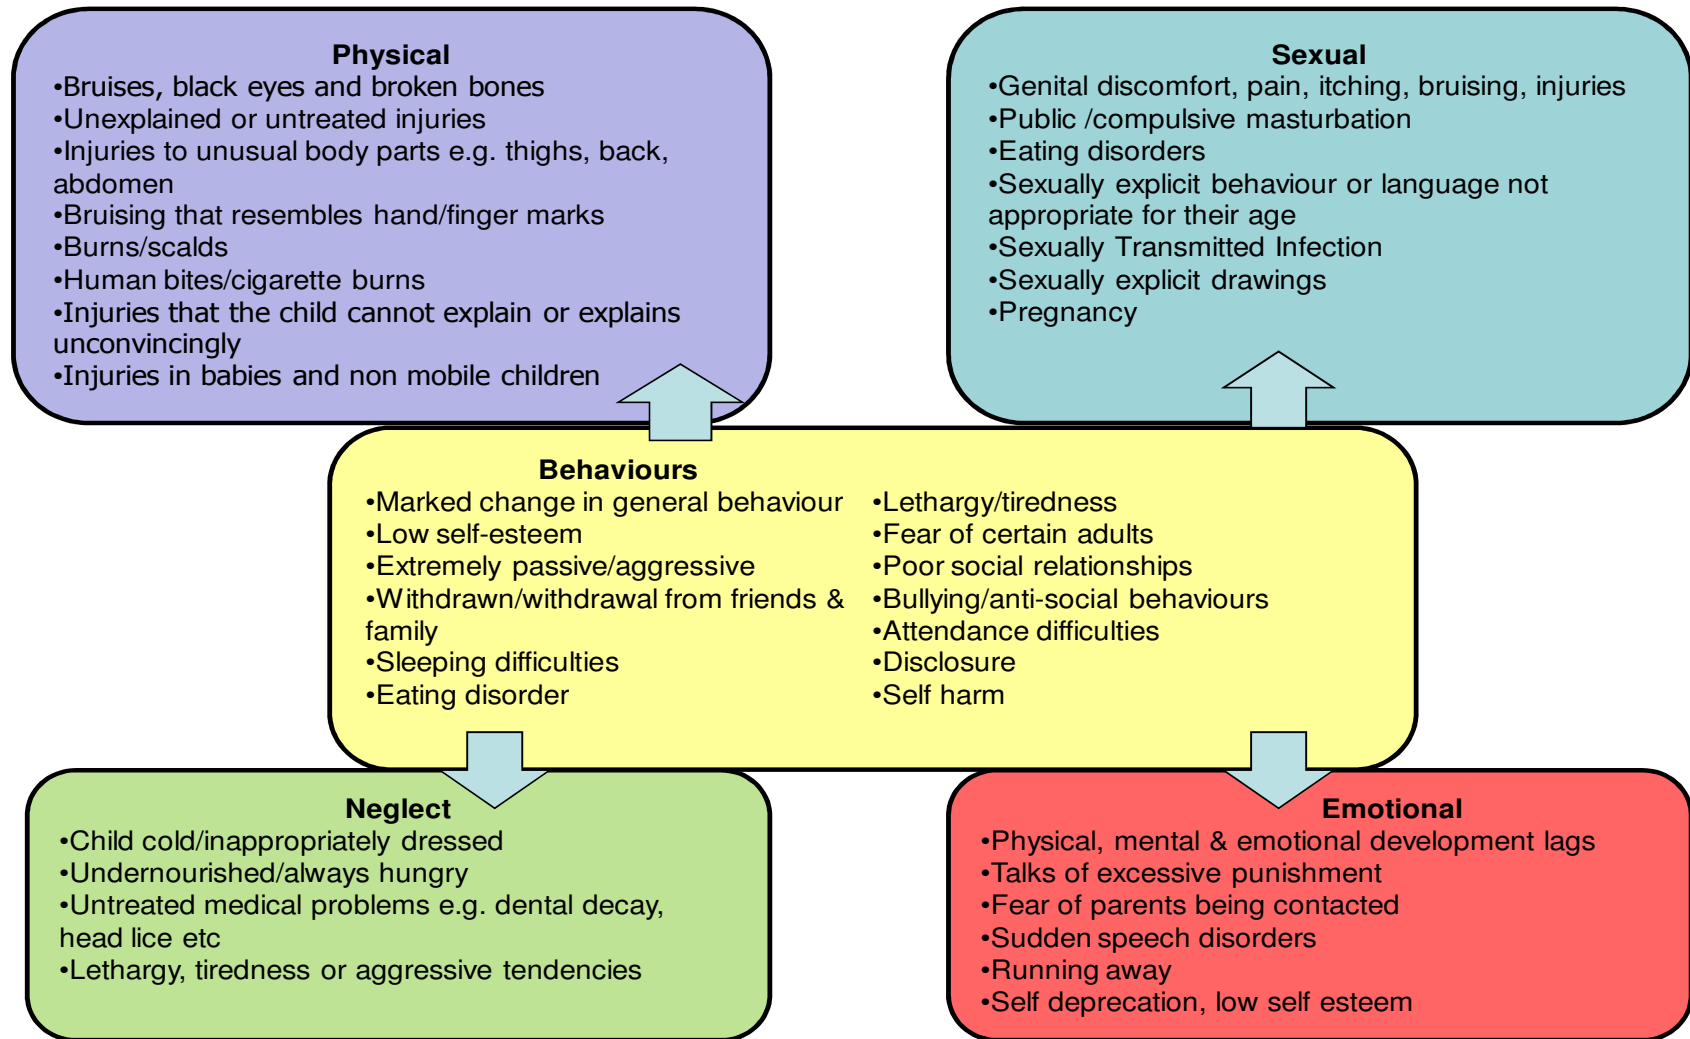 Physical
•Bruises, black eyes and broken bones
•Unexplained or untreated injuries
•Injuries to unusual body parts e.g. thighs, back,
abdomen
•Bruising that resembles hand/finger marks
•Burns/scalds
•Human bites/cigarette burns
•Injuries that the child cannot explain or explains
unconvincingly
•Injuries in babies and non mobile children
Sexual
•Genital discomfort, pain, itching, bruising, injuries
•Public /compulsive masturbation
•Eating disorders
•Sexually explicit behaviour or language not
appropriate for their age
•Sexually Transmitted Infection
•Sexually explicit drawings
•Pregnancy
Behaviours
•Marked change in general behaviour
•Low self-esteem
•Extremely passive/aggressive
•Withdrawn/withdrawal from friends &
family
•Sleeping difficulties
•Eating disorder
•Lethargy/tiredness
•Fear of certain adults
•Poor social relationships
•Bullying/anti-social behaviours
•Attendance difficulties
•Disclosure
•Self harm
Neglect
•Child cold/inappropriately dressed
•Undernourished/always hungry
•Untreated medical problems e.g. dental decay,
head lice etc
•Lethargy, tiredness or aggressive tendencies
Emotional
•Physical, mental & emotional development lags
•Talks of excessive punishment
•Fear of parents being contacted
•Sudden speech disorders
•Running away
•Self deprecation, low self esteem